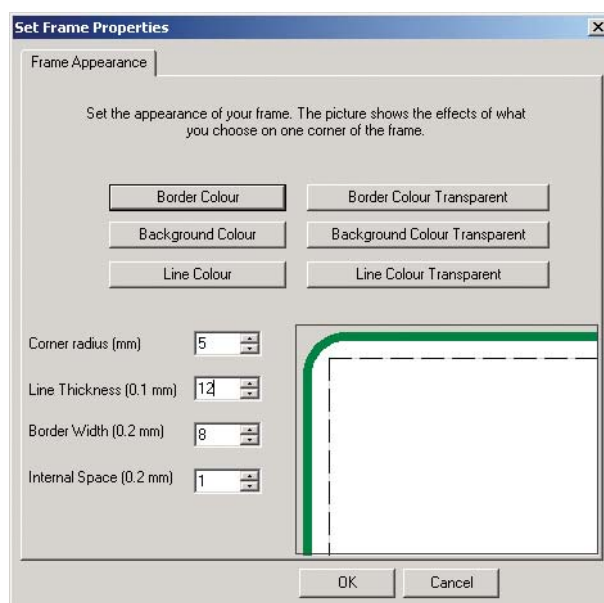 Set Frame Properties
Frame Appearance
Set the appearance of your frame. The picture shows the effects of what
you choose on one corner of the frame.
Border Colour
Border Colour Transparent
Background Colour
Background Colour Transparent
Line Colour
Line Colour Transparent
Corner radius (mm) 5
Line Thickness (0.1 mm) 12
Border Width (0.2 mm) 8
Internal Space (0.2 mm) 1
OK
Cancel